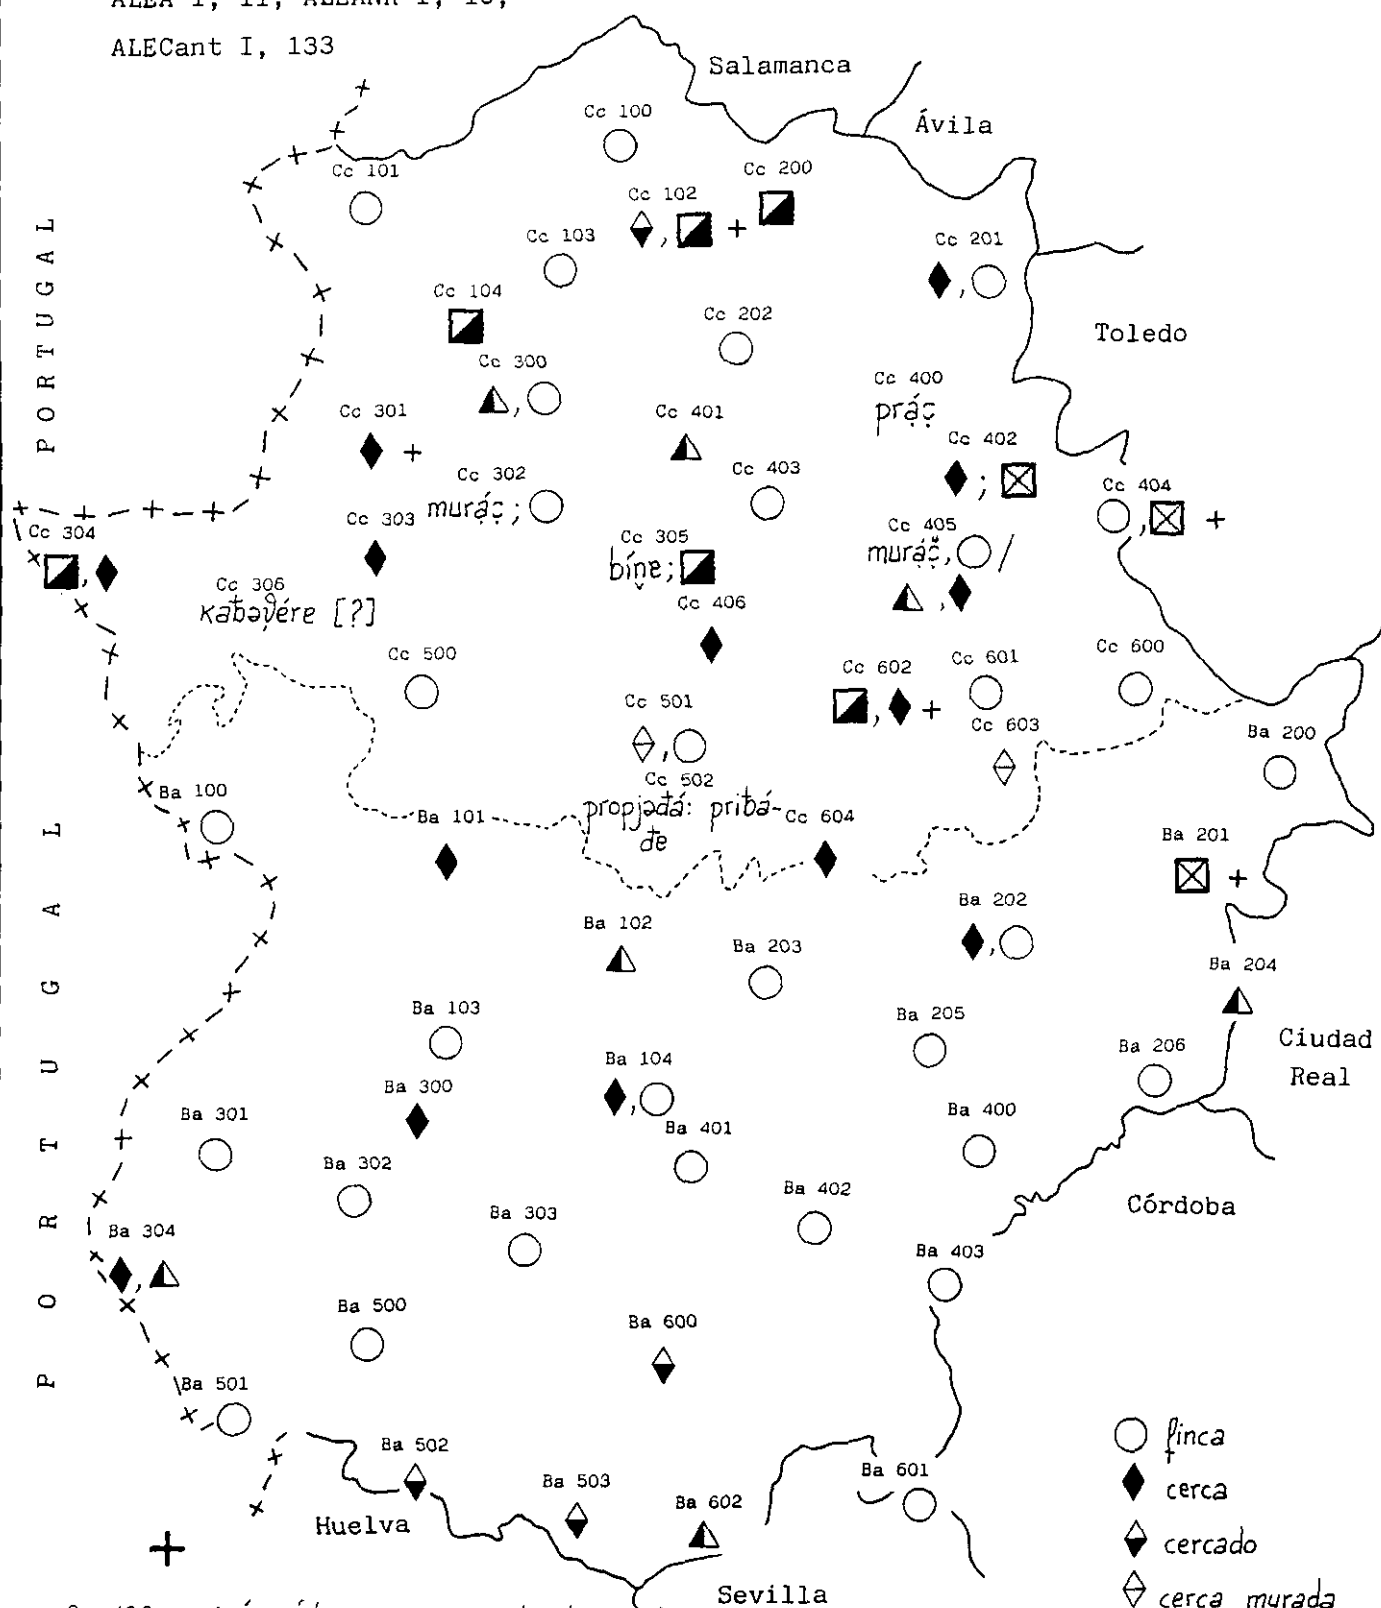 ALECant I, 133
Salamanca
Ávila
Cc 100
Cc 101
Cc 200
Cc 102
, +
Cc 103
Cc 201
,
PORTUGAL
Cc 104
Cc 202
Toledo
Cc 300
,
Cc 400
Cc 301
+
Cc 401
Cc 402
;
Cc 302
Cc 403
Cc 404
, +
Cc 303
Cc 304
,
Cc 305
Cc 405
, /
,
Cc 306
[?]
Cc 406
Cc 500
Cc 602
, +
Cc 601
Cc 600
Cc 501
,
Cc 603
Ba 200
Cc 502
Ba 100
Ba 101
Cc 604
Ba 201
+
PORTUGAL
Ba 102
Ba 203
Ba 202
,
Ba 204
Ba 103
Ba 205
Ciudad
Real
Ba 104
,
Ba 206
Ba 300
Ba 301
Ba 401
Ba 400
Ba 302
Ba 402
Ba 303
Córdoba
Ba 304
,
Ba 403
Ba 500
Ba 600
Ba 501
Ba 502
Ba 503
Ba 602
Ba 601
Huelva
Sevilla
+
finca
cerca
cercado
cerca murada